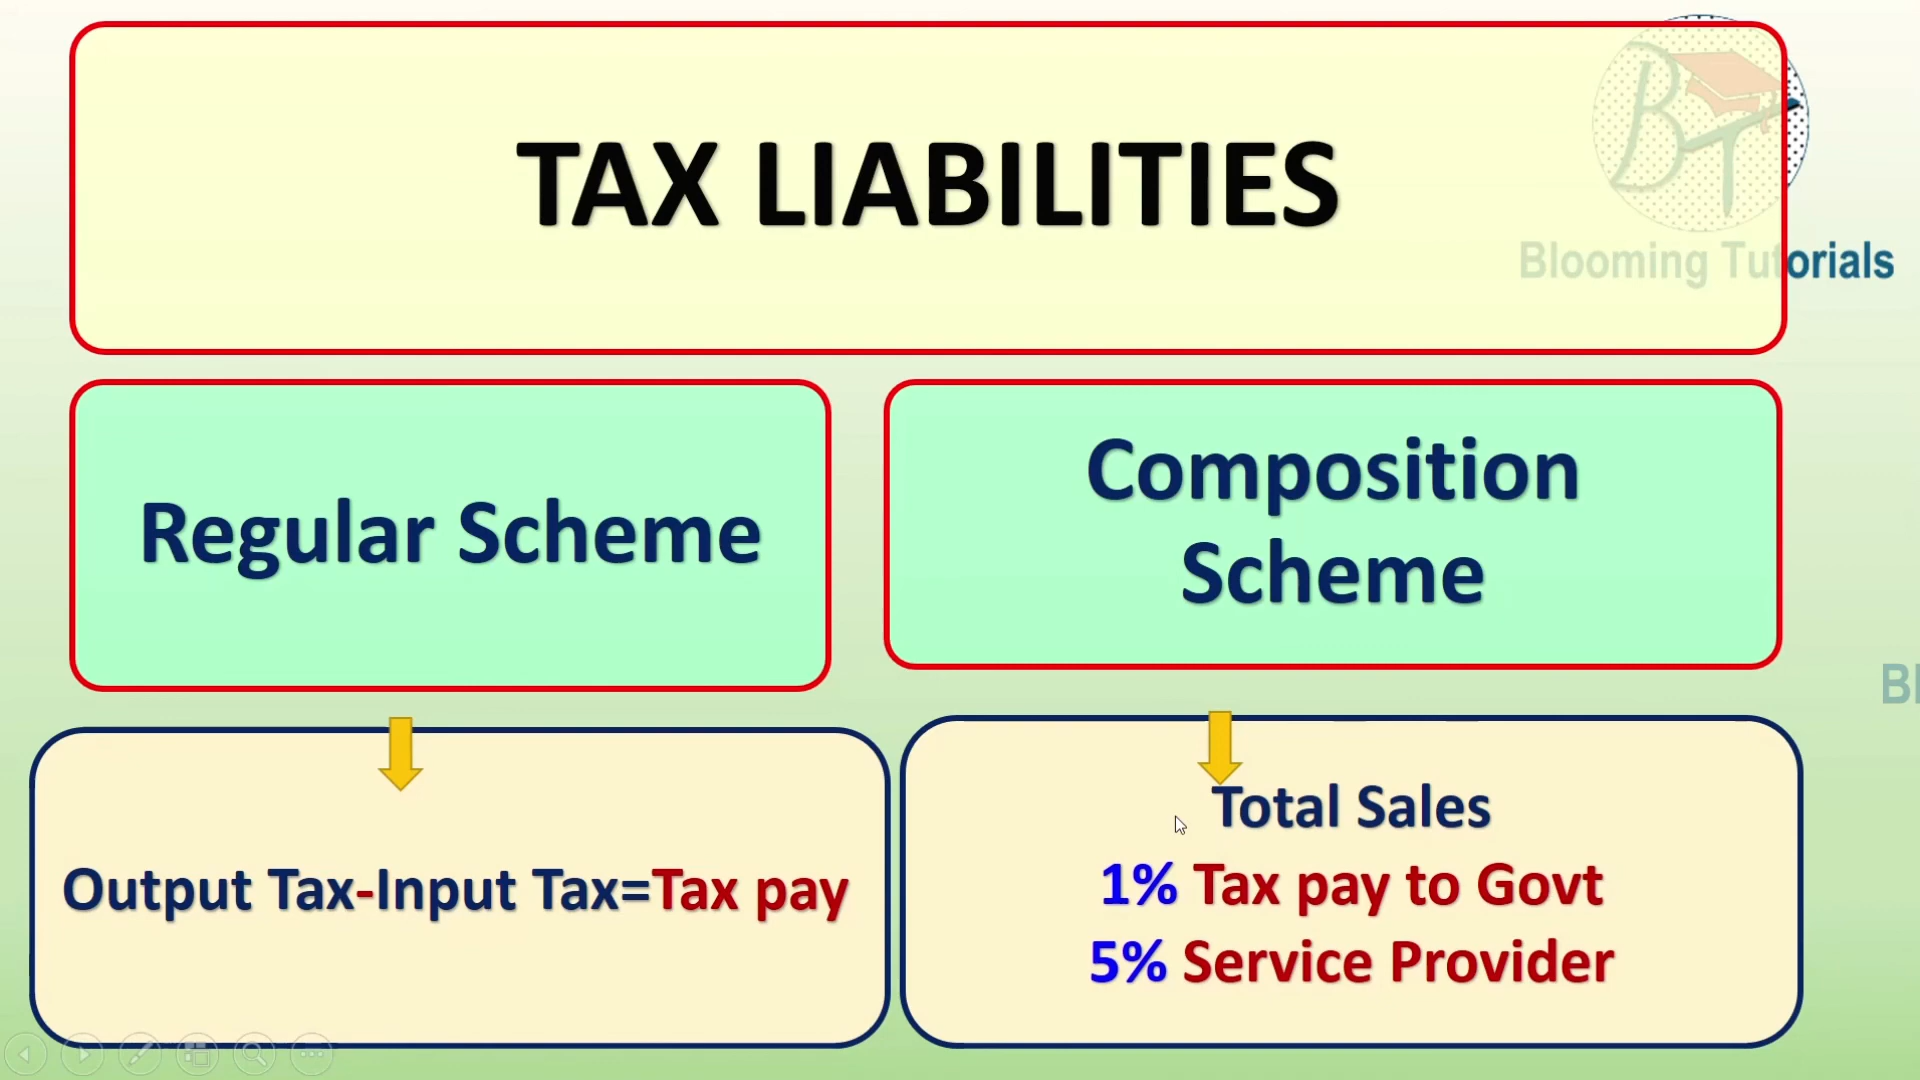 TAX LIABILITIES
Blooming Tutorials
Regular Scheme
Composition
Scheme
Output Tax-Input Tax=Tax pay
Total Sales
1% Tax pay to Govt
5% Service Provider